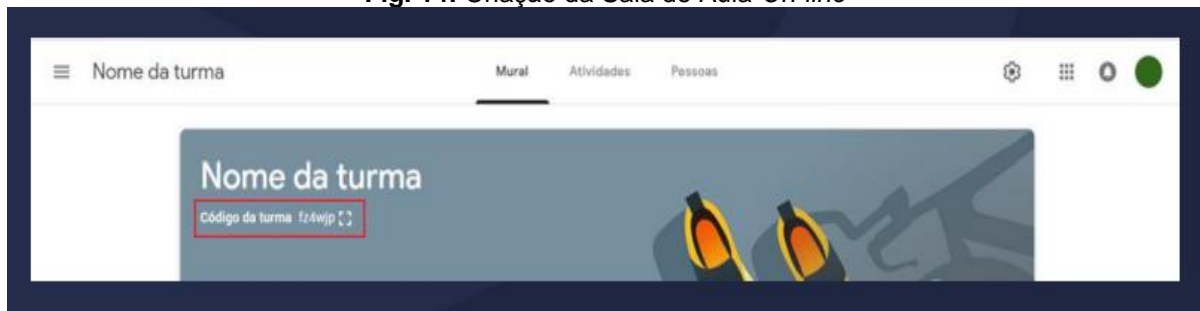 Nome da turma
Mural Atividades Pessoas
Nome da turma
Código da turma fz4wjp